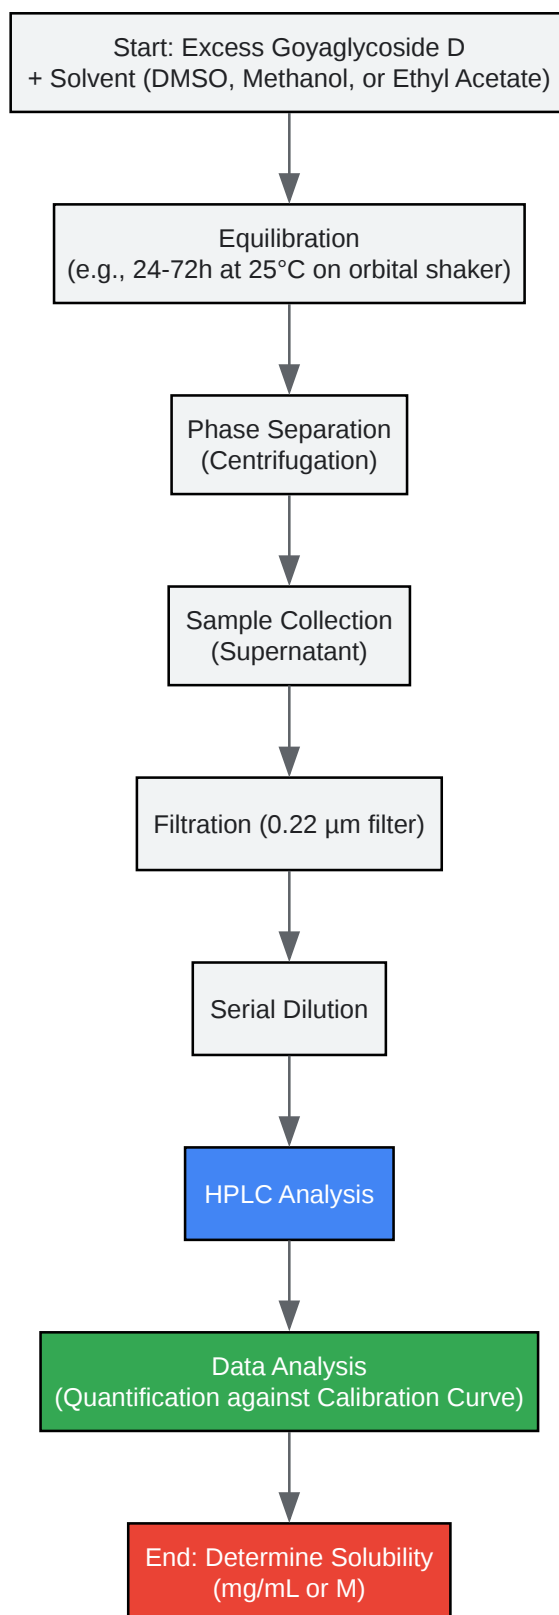 Start: Excess Goyaglycoside D
+ Solvent (DMSO, Methanol, or Ethyl Acetate)
Equilibration
(e.g., 24-72h at 25°C on orbital shaker)
Phase Separation
(Centrifugation)
Sample Collection
(Supernatant)
Filtration (0.22 µm filter)
Serial Dilution
HPLC Analysis
Data Analysis
(Quantification against Calibration Curve)
End: Determine Solubility
(mg/mL or M)